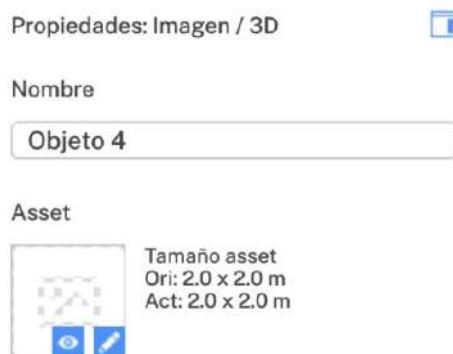 Propiedades: Imagen / 3D
Nombre
Objeto 4
Asset
Tamaño asset
Ori: 2.0 x 2.0 m
Act: 2.0 x 2.0 m